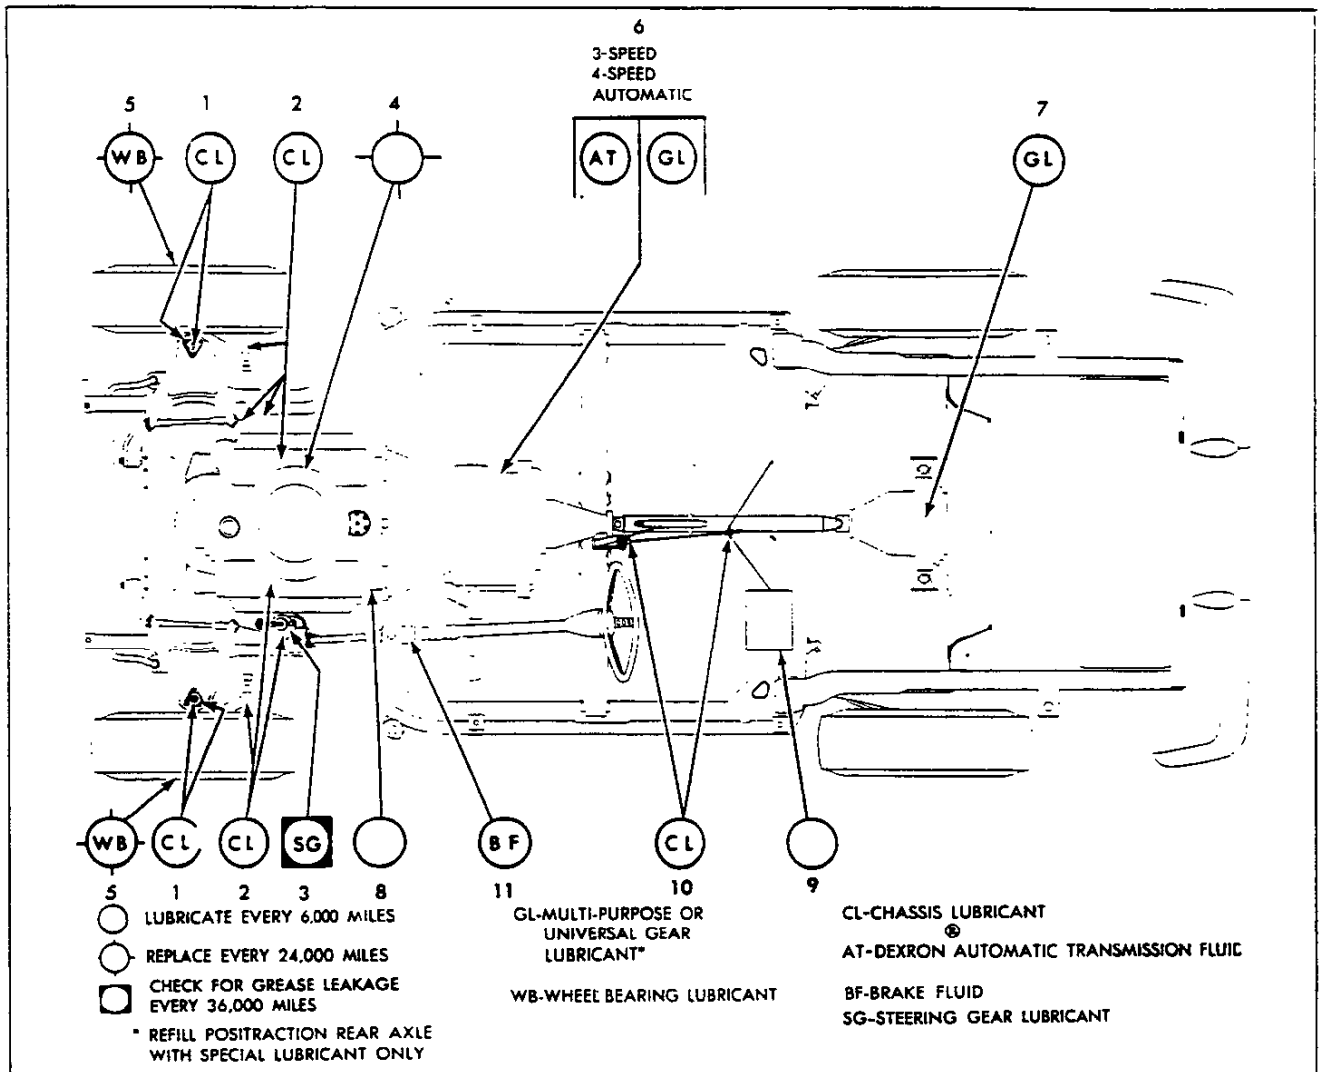 6
3-SPEED
4-SPEED
AUTOMATIC
5 1 2 4 7
WB CL CL AT GL GL
WB CL CL SG BF CL
5 1 2 3 8 11 10 9
LUBRICATE EVERY 6,000 MILES
REPLACE EVERY 24,000 MILES
CHECK FOR GREASE LEAKAGE
EVERY 36,000 MILES
* REFILL POSITRACTION REAR AXLE
WITH SPECIAL LUBRICANT ONLY
GL-MULTI-PURPOSE OR
UNIVERSAL GEAR
LUBRICANT*
WB-WHEEL BEARING LUBRICANT
CL-CHASSIS LUBRICANT
®
AT-DEXRON AUTOMATIC TRANSMISSION FLUID
BF-BRAKE FLUID
SG-STEERING GEAR LUBRICANT